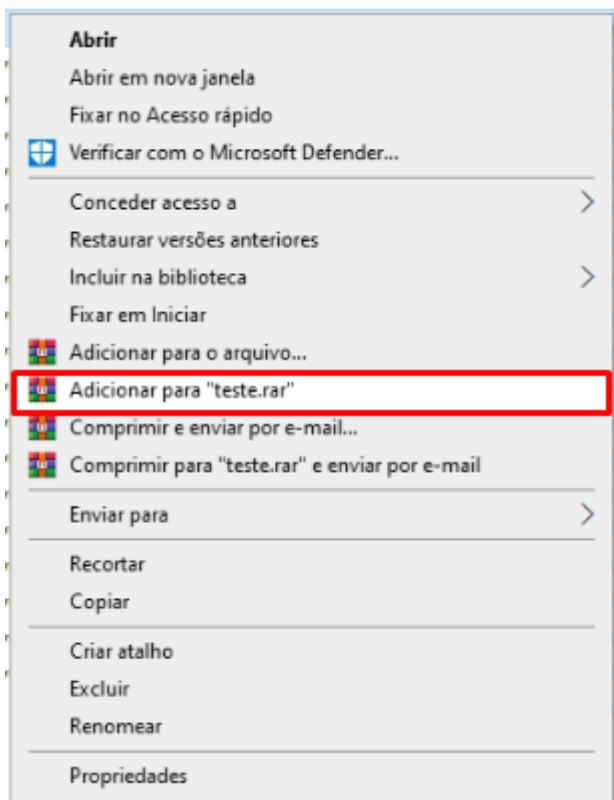 Abrir
Abrir em nova janela
Fixar no Acesso rápido
Verificar com o Microsoft Defender...
Conceder acesso a
Restaurar versões anteriores
Incluir na biblioteca
Fixar em Iniciar
Adicionar para o arquivo...
Adicionar para "teste.rar"
Comprimir e enviar por e-mail...
Comprimir para "teste.rar" e enviar por e-mail
Enviar para
Recortar
Copiar
Criar atalho
Excluir
Renomear
Propriedades